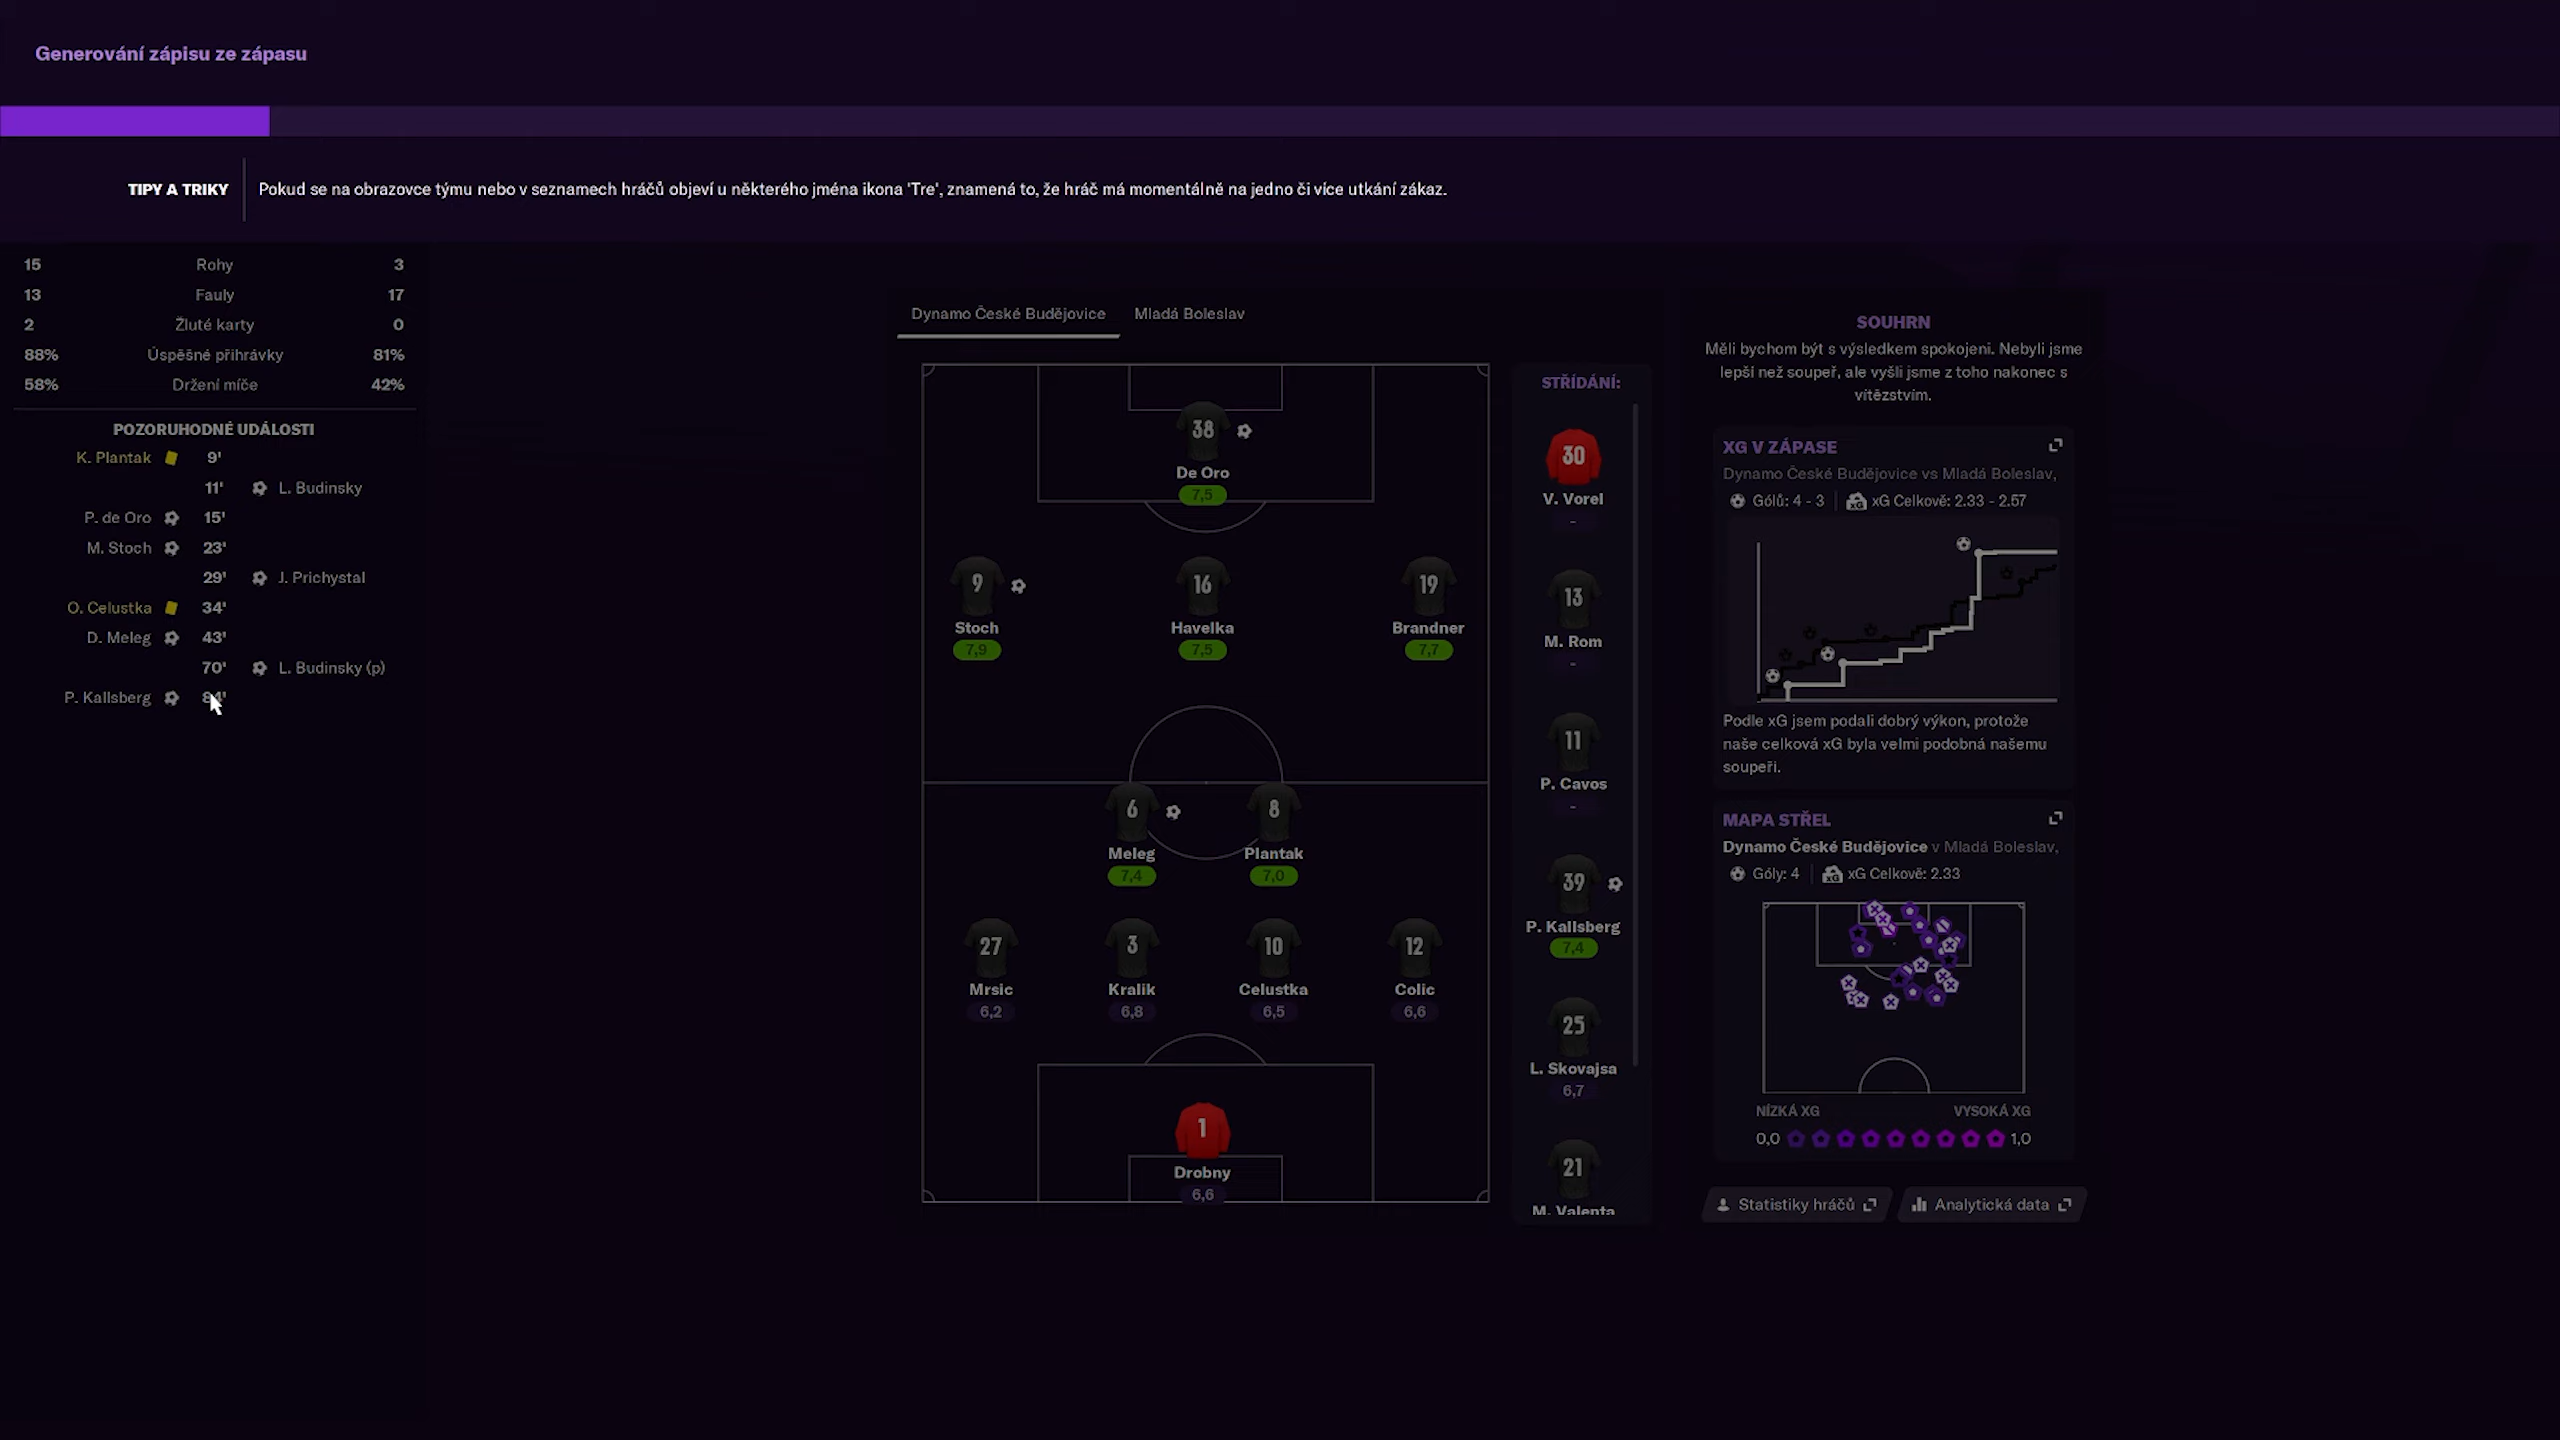 Generování zápisu ze zápasu
TIPY A TRIKY
Pokud se na obrazovce týmu nebo v seznamech hráčů objeví u některého jména ikona 'Tre', znamená to, že hráč má momentálně na jedno či více utkání zákaz.
15 Rohy 3
13 Fauly 17
2 Žluté karty 0
88% Úspěšné přihrávky 81%
58% Držení míče 42%
POZORUHODNÉ UDÁLOSTI
K. Plantak 9'
11' L. Budinsky
P. de Oro 15'
M. Stoch 23'
29' J. Prichystal
O. Celustka 34'
D. Meleg 43'
70' L. Budinsky (p)
P. Kallsberg
Dynamo České Budějovice Mladá Boleslav
38
De Oro
7,5
9 16 19
Stoch Havelka Brandner
7,9 7,5 7,7
6 8
Meleg Plantak
7,4 7,0
27 3 10 12
Mrsic Kralik Celustka Colic
6,2 6,8 6,5 6,6
1
Drobny
6,6
STŘÍDÁNÍ:
30
V. Vorel
-
13
M. Rom
-
11
P. Cavos
-
39
P. Kallsberg
7,4
25
L. Skovajsa
6,7
21
M. Valenta
SOUHRN
Měli bychom být s výsledkem spokojeni. Nebyli jsme
lepší než soupeř, ale vyšli jsme z toho nakonec s
vítězstvím.
XG V ZÁPASE
Dynamo České Budějovice vs Mladá Boleslav,
Gólů: 4 - 3 xG Celkově: 2.33 - 2.57
Podle xG jsem podali dobrý výkon, protože
naše celková xG byla velmi podobná našemu
soupeři.
MAPA STŘEL
Dynamo České Budějovice v Mladá Boleslav,
Góly: 4 xG Celkově: 2.33
NÍZKÁ XG VYSOKÁ XG
0,0 1,0
Statistiky hráčů Analytická data